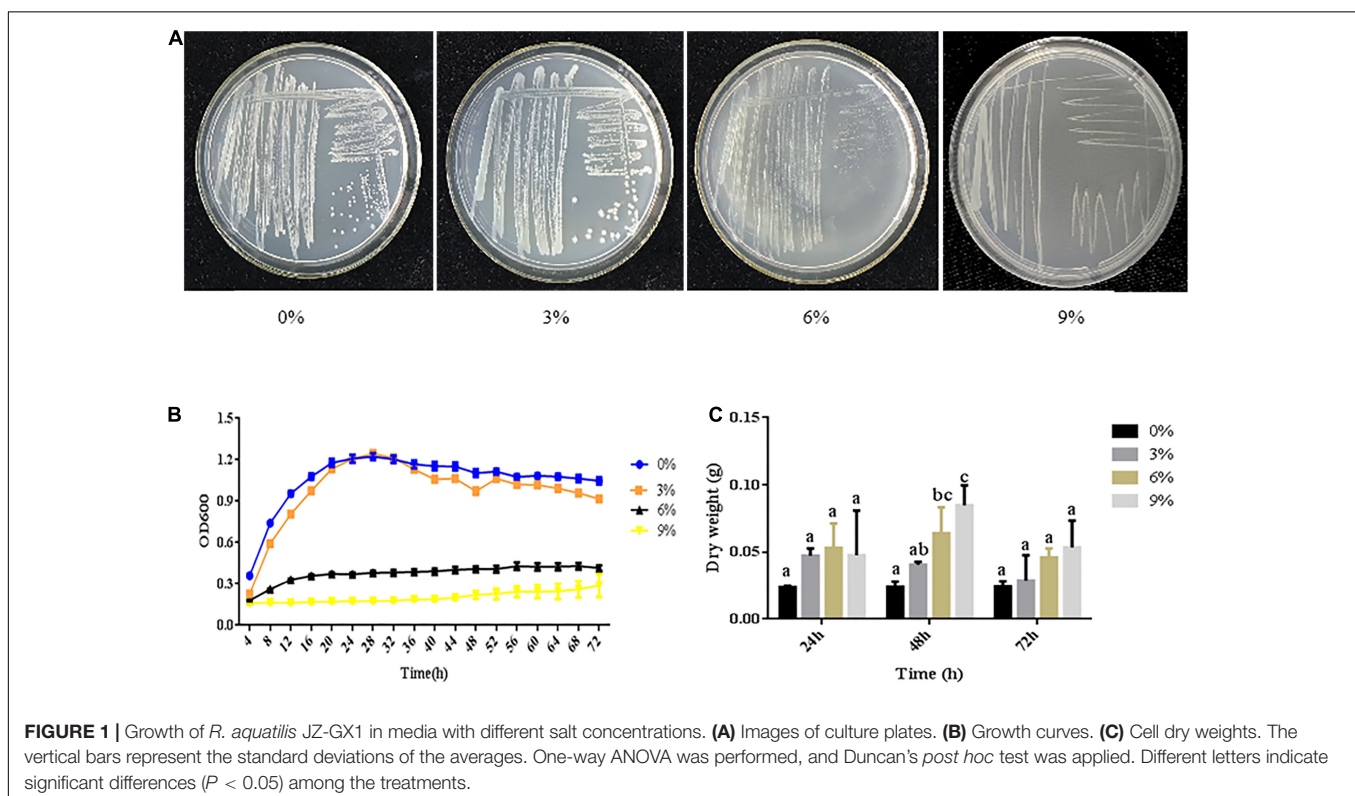 A
0% 3% 6% 9%
B
1.5
1.2
0.9
0.6
0.3
0.0
OD600
4 8 12 16 20 24 28 32 36 40 44 48 52 56 60 64 68 72
Time(h)
0%
3%
6%
9%
C
0.15
0.10
0.05
0.00
Dry weight (g)
a a a a
a ab bc c
a a a a
24h 48h 72h
Time (h)
0%
3%
6%
9%
FIGURE 1 | Growth of R. aquatilis JZ-GX1 in media with different salt concentrations. (A) Images of culture plates. (B) Growth curves. (C) Cell dry weights. The
vertical bars represent the standard deviations of the averages. One-way ANOVA was performed, and Duncan's post hoc test was applied. Different letters indicate
significant differences (P < 0.05) among the treatments.